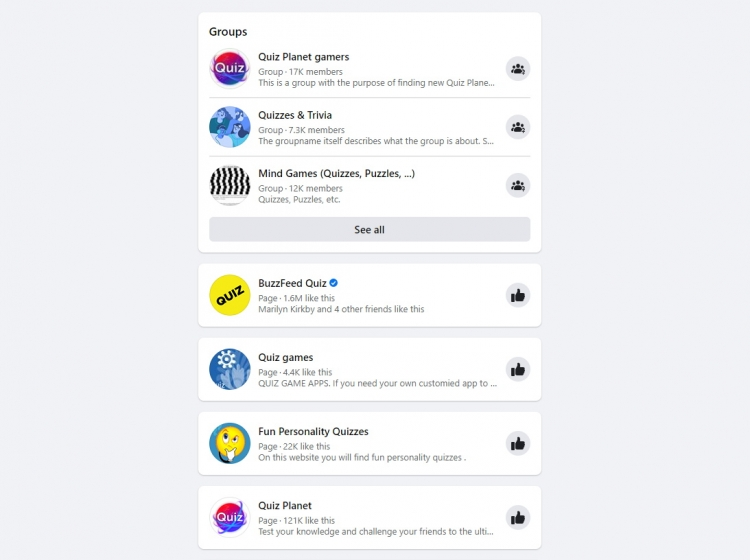 Groups
Quiz
Quiz Planet gamers
Group · 17K members
This is a group with the purpose of finding new Quiz Plane...
Quizzes & Trivia
Group · 7.3K members
The groupname itself describes what the group is about. S...
Mind Games (Quizzes, Puzzles, ...)
Group · 12K members
Quizzes, Puzzles, etc.
See all
QUIZ
BuzzFeed Quiz
Page · 1.6M like this
Marilyn Kirkby and 4 other friends like this
Quiz games
Page · 4.4K like this
QUIZ GAME APPS. If you need your own customied app to ...
Fun Personality Quizzes
Page · 22K like this
On this website you will find fun personality quizzes .
Quiz
Quiz Planet
Page · 121K like this
Test your knowledge and challenge your friends to the ulti...